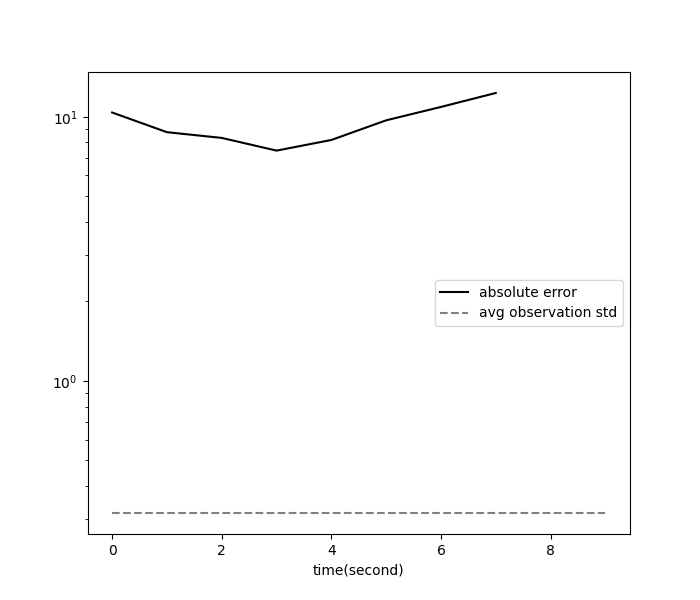 10¹
10⁰
absolute error
avg observation std
0 2 4 6 8
time(second)